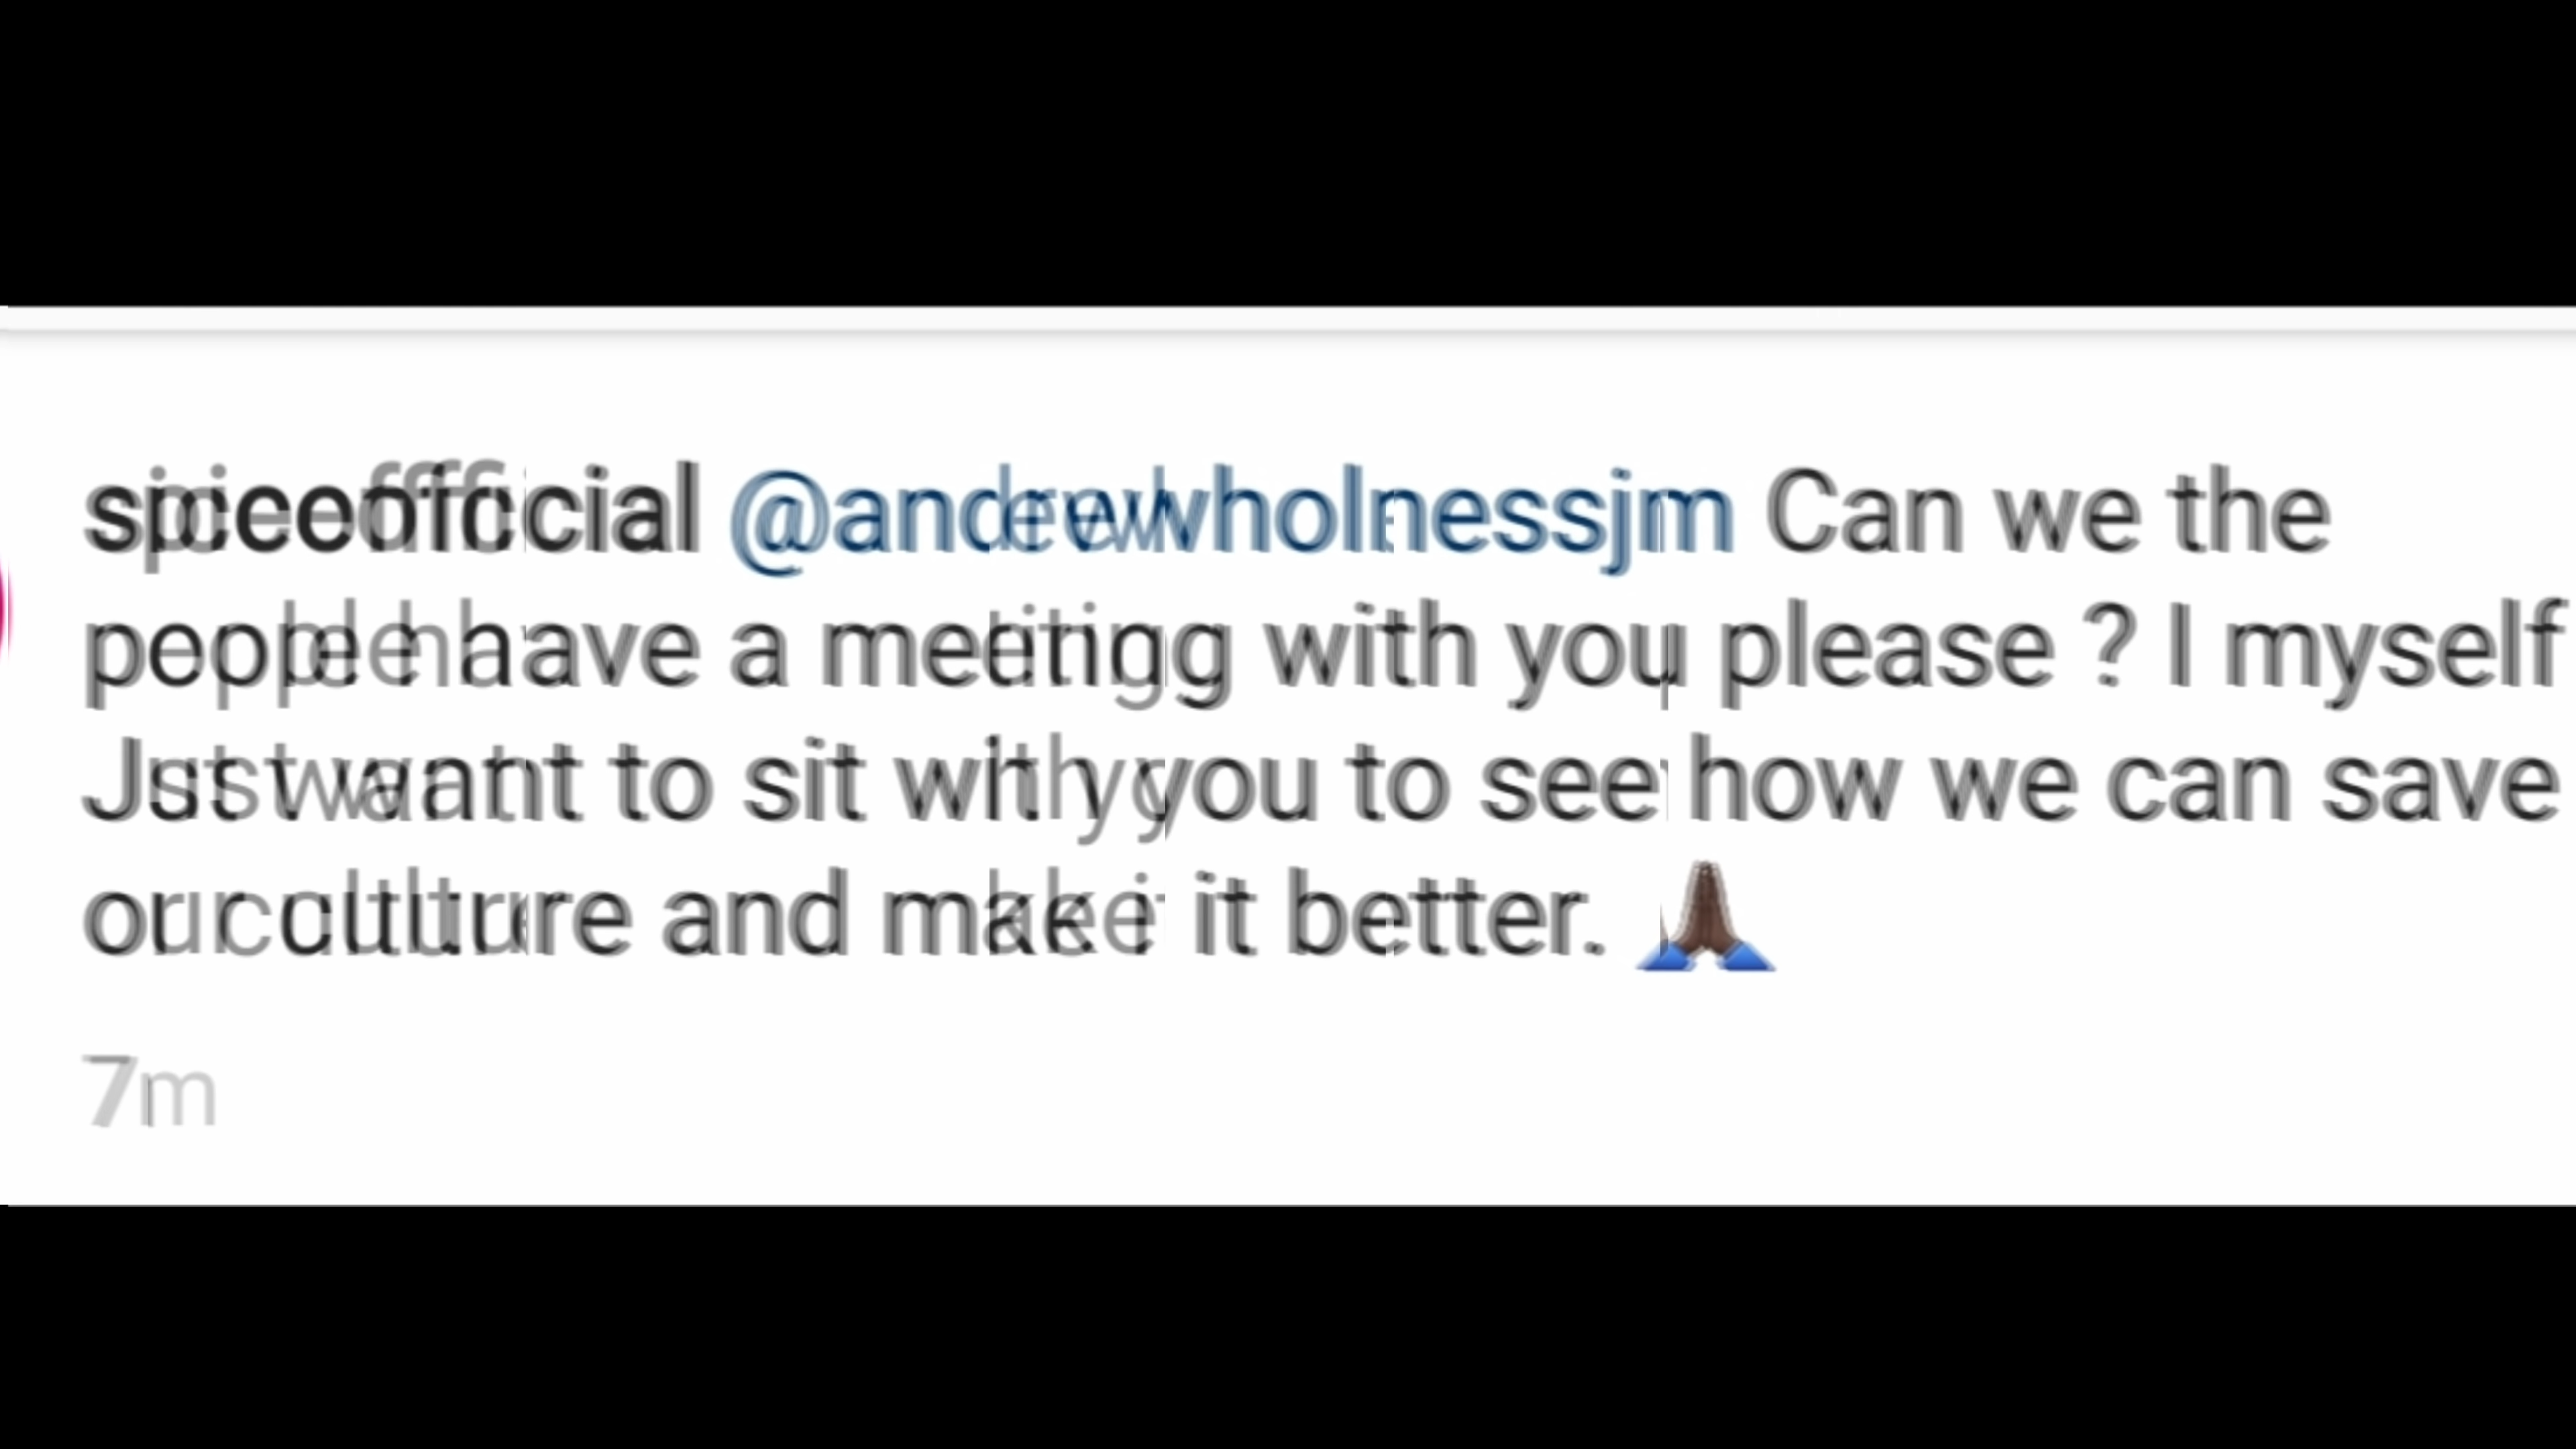 spiceofficial @andrewholnessjm Can we the
people have a meeting with you please ? I myself
Just want to sit with you to see how we can save
our culture and make it better. 🙏🏿
7m